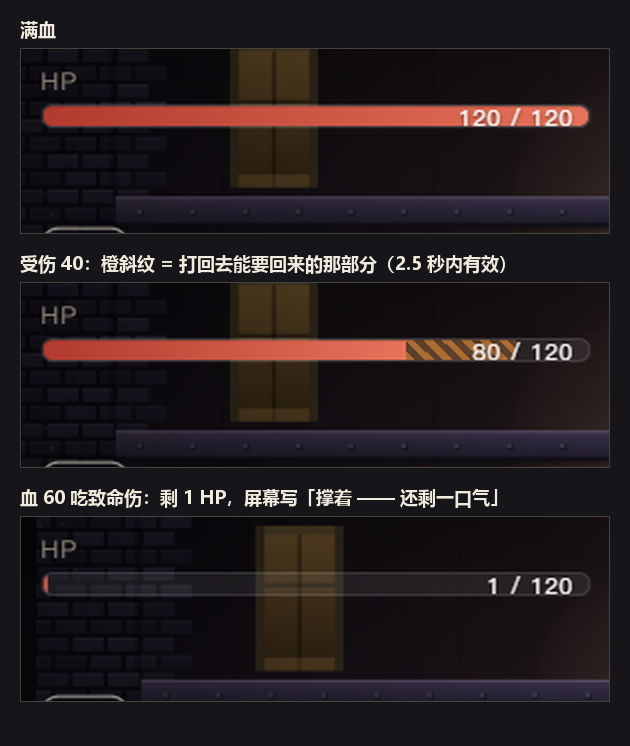 满血
HP
120 / 120
受伤 40：橙斜纹 = 打回去能要回来的那部分（2.5 秒内有效）
HP
80 / 120
血 60 吃致命伤：剩 1 HP，屏幕写「撑着 —— 还剩一口气」
HP
1 / 120